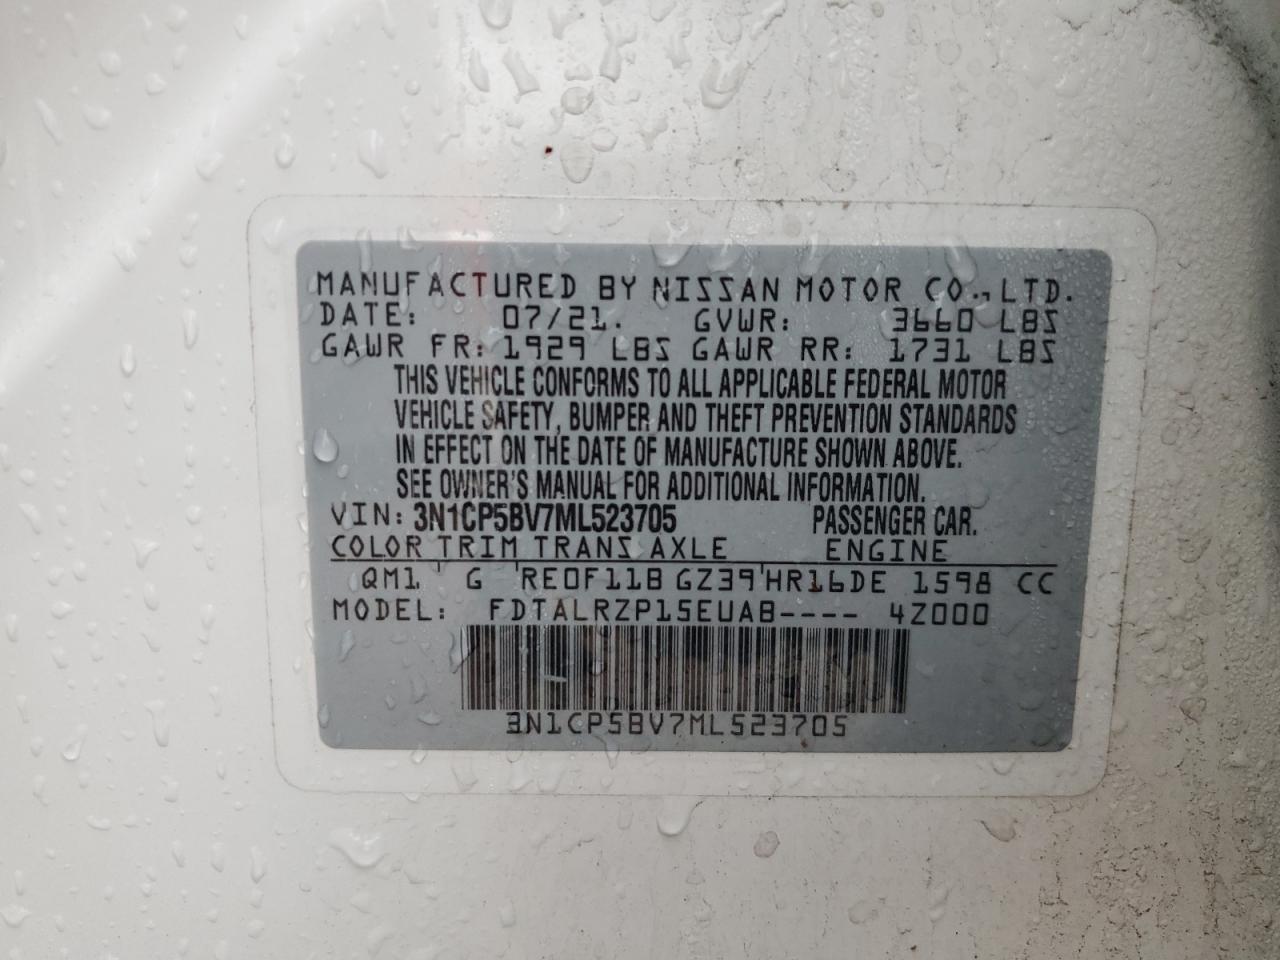 MANUFACTURED BY NISSAN MOTOR CO., LTD.
DATE: 07/21. GVWR: 3660 LBS
GAWR FR: 1929 LBS GAWR RR: 1731 LBS
THIS VEHICLE CONFORMS TO ALL APPLICABLE FEDERAL MOTOR
VEHICLE SAFETY, BUMPER AND THEFT PREVENTION STANDARDS
IN EFFECT ON THE DATE OF MANUFACTURE SHOWN ABOVE.
SEE OWNER'S MANUAL FOR ADDITIONAL INFORMATION.
VIN: 3N1CP5BV7ML523705 PASSENGER CAR.
COLOR TRIM TRANS AXLE ENGINE
QM1 ' G 'RE0F11B GZ39'HR16DE 1598 CC
MODEL: FDTALRZP15EUAB---- 4Z000
3N1CP5BV7ML523705